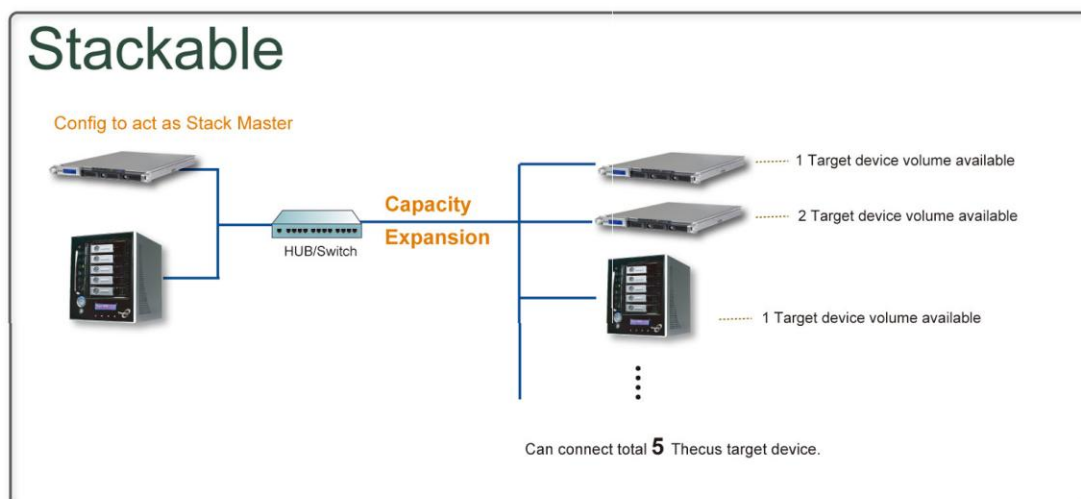 Stackable
Config to act as Stack Master
HUB/Switch
Capacity
Expansion
1 Target device volume available
2 Target device volume available
1 Target device volume available
Can connect total 5 Thecus target device.